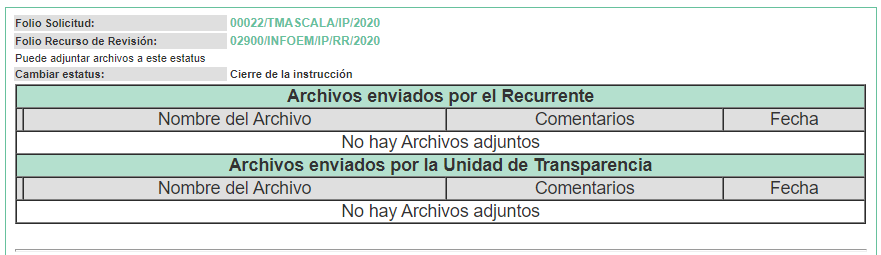 Folio Solicitud: 00022/TMASCALA/IP/2020
Folio Recurso de Revisión: 02900/INFOEM/IP/RR/2020
Puede adjuntar archivos a este estatus
Cambiar estatus: Cierre de la instrucción
Archivos enviados por el Recurrente
Nombre del Archivo Comentarios Fecha
No hay Archivos adjuntos
Archivos enviados por la Unidad de Transparencia
Nombre del Archivo Comentarios Fecha
No hay Archivos adjuntos